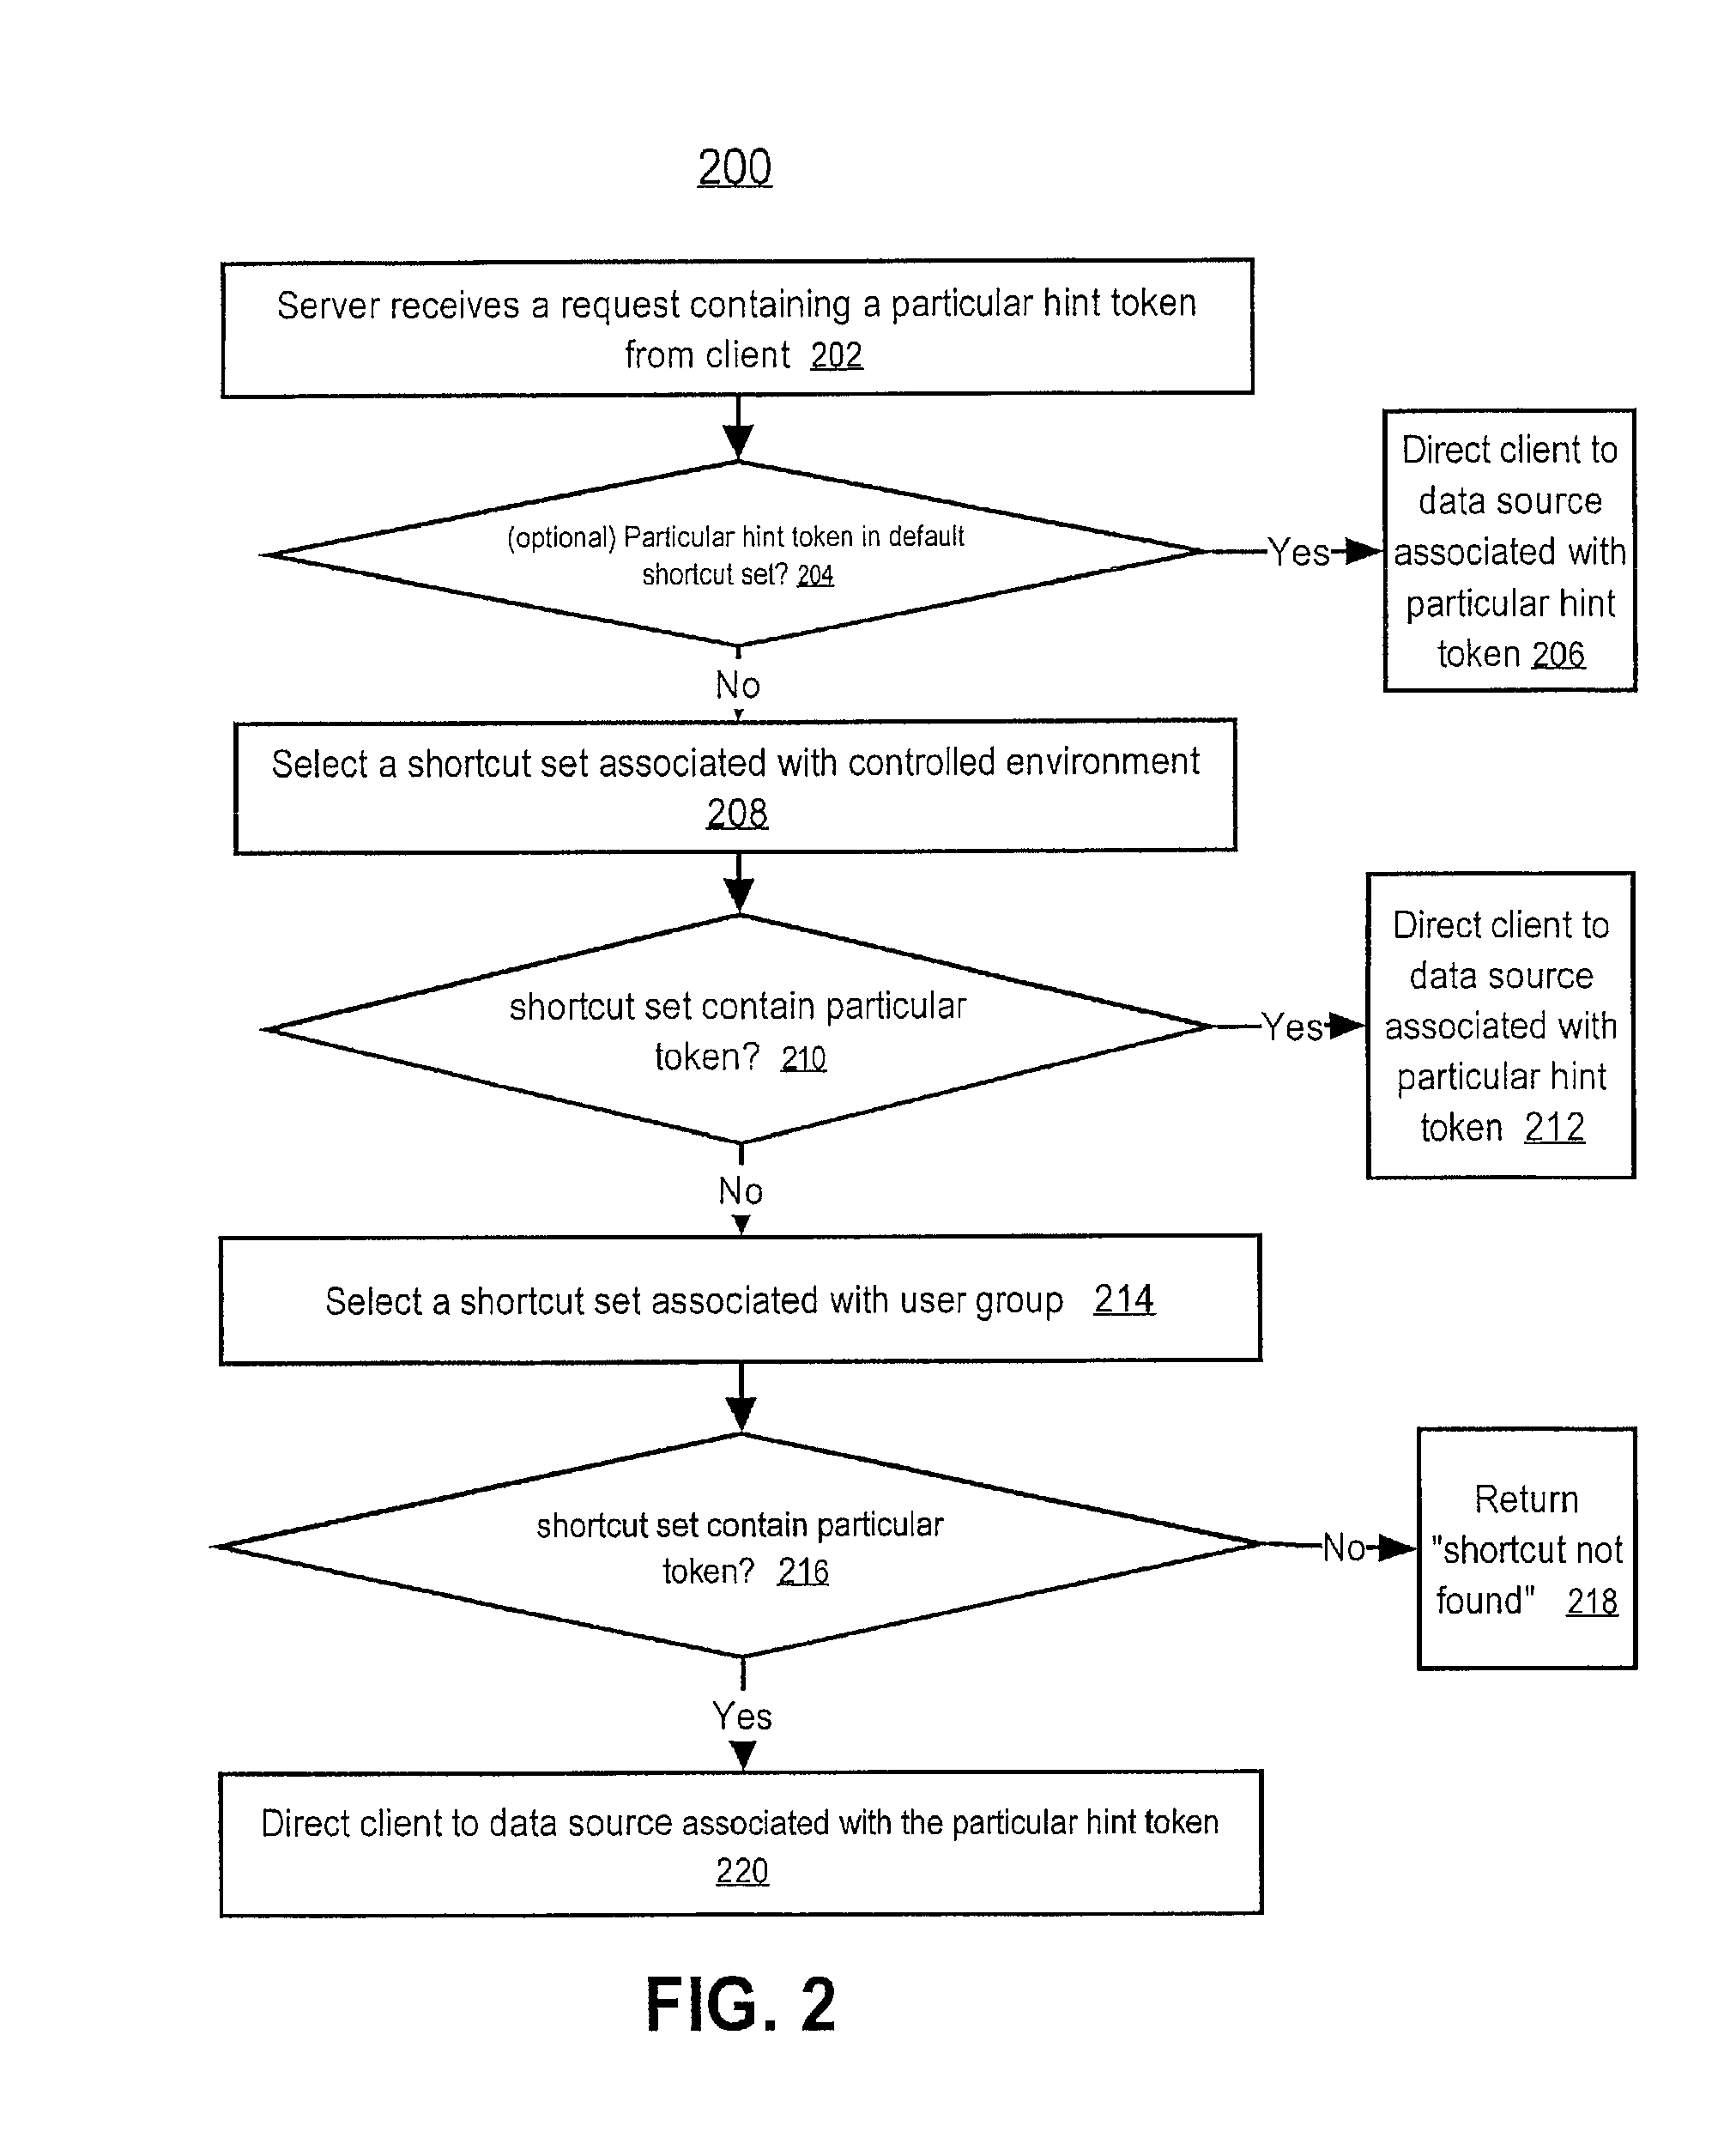 200
Server receives a request containing a particular hint token
from client 202
(optional) Particular hint token in default
shortcut set? 204
Yes
Direct client to
data source
associated with
particular hint
token 206
No
Select a shortcut set associated with controlled environment
208
shortcut set contain particular
token? 210
Yes
Direct client to
data source
associated with
particular hint
token 212
No
Select a shortcut set associated with user group 214
shortcut set contain particular
token? 216
No
Return
"shortcut not
found" 218
Yes
Direct client to data source associated with the particular hint token
220
FIG. 2